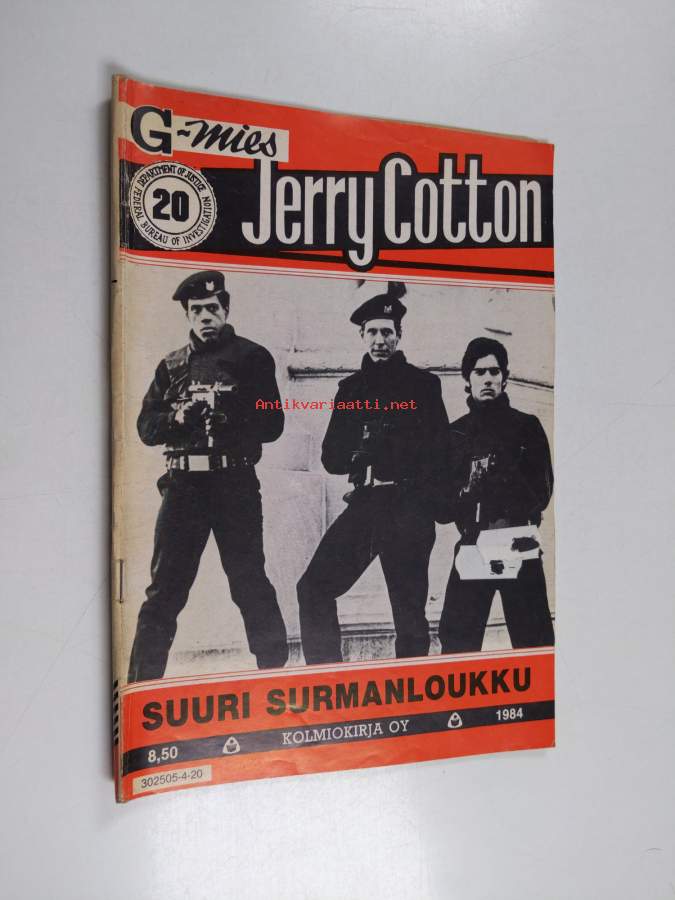 G-mies
Jerry Cotton
DEPARTMENT OF JUSTICE
20
FEDERAL BUREAU OF INVESTIGATION
Antikvariaatti.net
SUURI SURMANLOUKKU
8,50 KOLMIOKIRJA OY 1984
302505-4-20